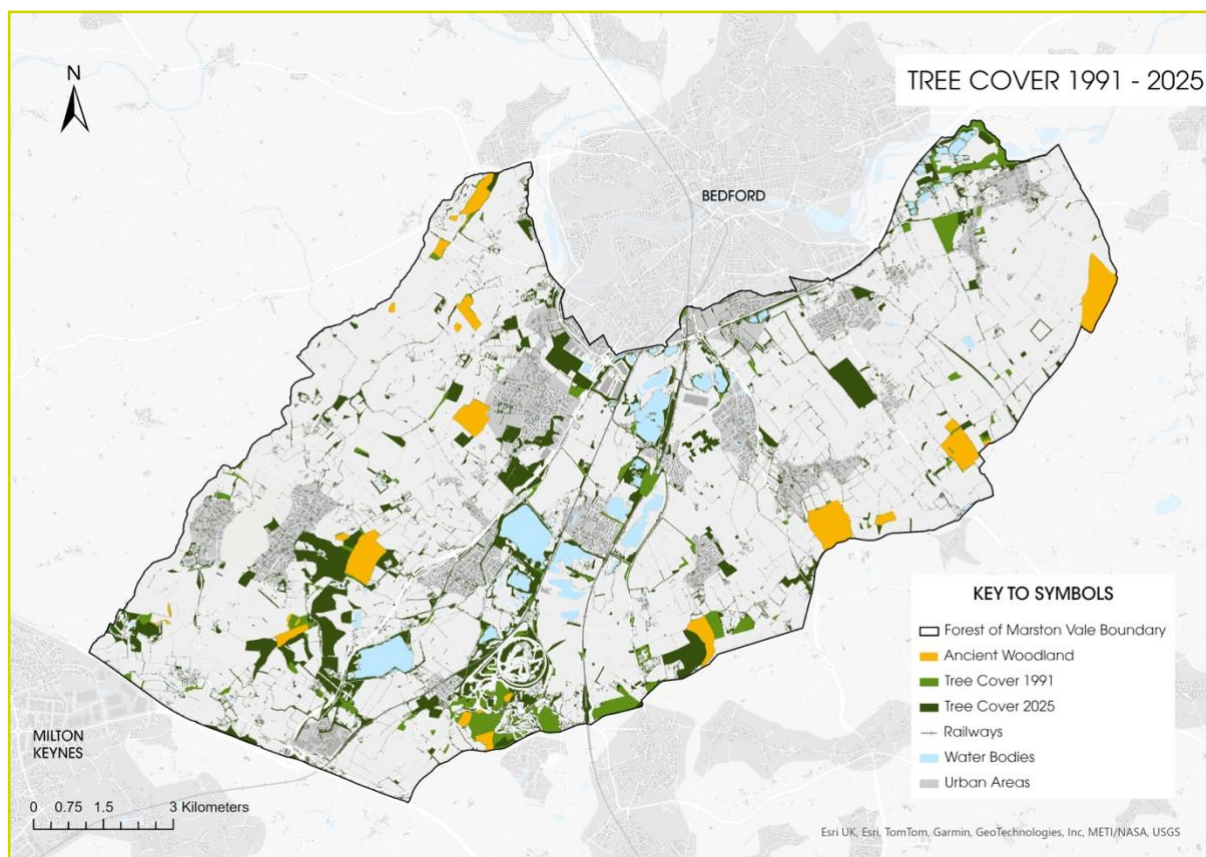 TREE COVER 1991 - 2025
N
BEDFORD
MILTON
KEYNES
KEY TO SYMBOLS
Forest of Marston Vale Boundary
Ancient Woodland
Tree Cover 1991
Tree Cover 2025
Railways
Water Bodies
Urban Areas
0 0.75 1.5 3 Kilometers
Esri UK, Esri, TomTom, Garmin, GeoTechnologies, Inc, METI/NASA, USGS